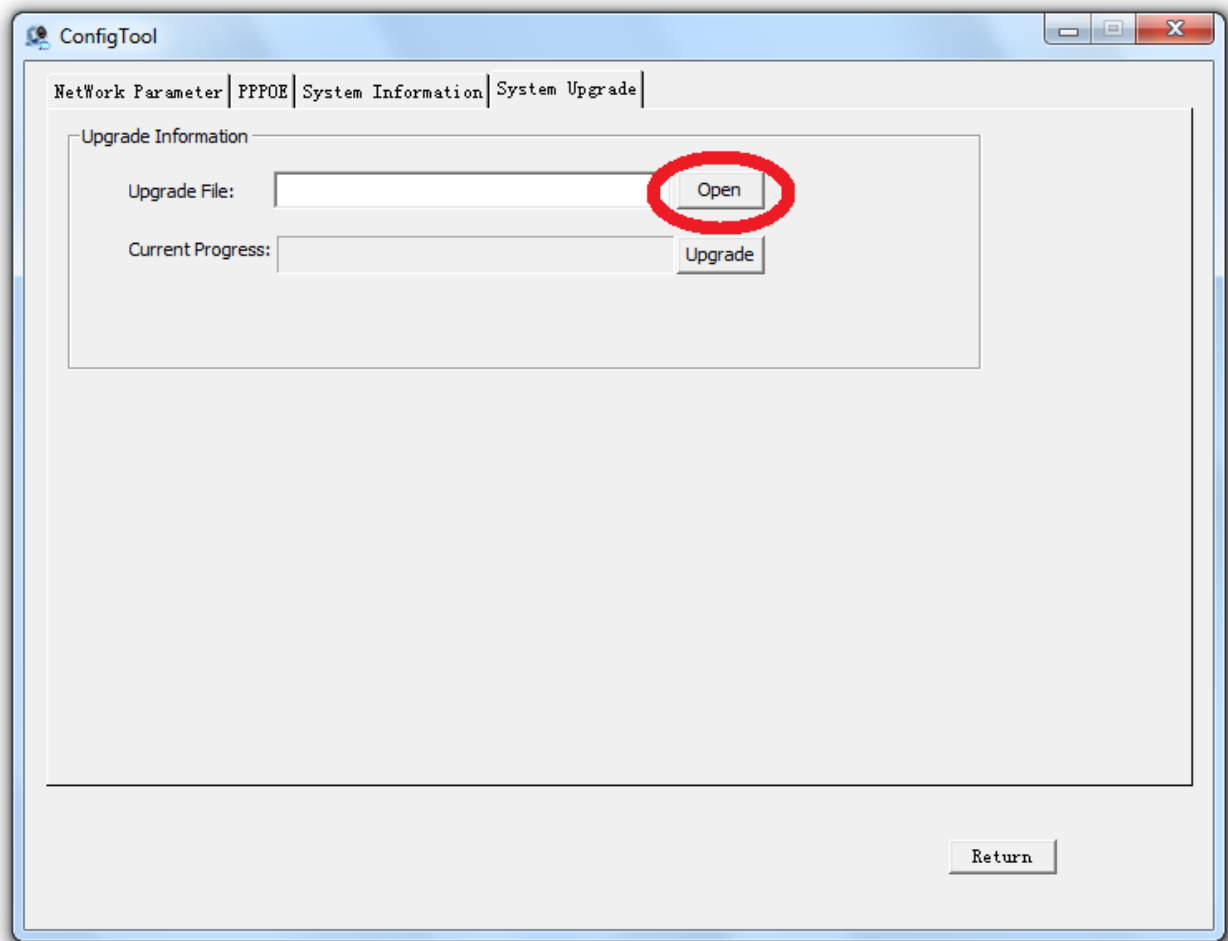 ConfigTool
NetWork Parameter PPPOE System Information System Upgrade
Upgrade Information
Upgrade File: Open
Current Progress: Upgrade
Return